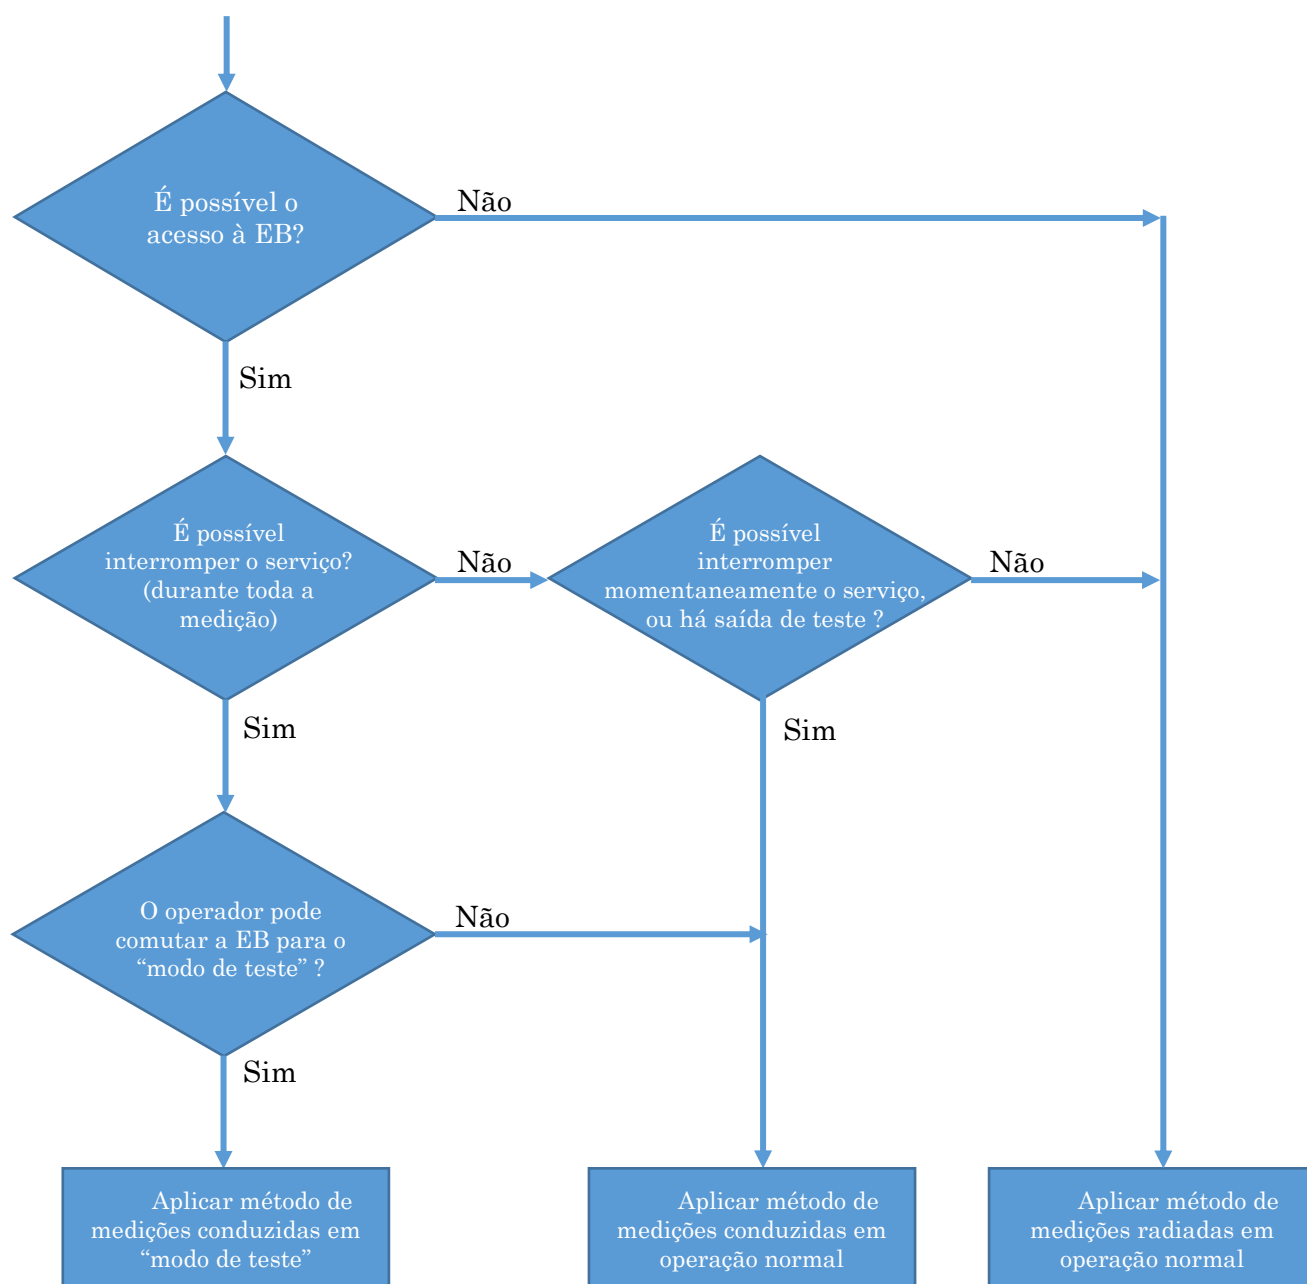 É possível o
acesso à EB?
Não
Sim
É possível
interromper o serviço?
(durante toda a
medição)
Não
É possível
interromper
momentaneamente o serviço,
ou há saída de teste ?
Não
Sim
Sim
O operador pode
comutar a EB para o
“modo de teste” ?
Não
Sim
Aplicar método de
medições conduzidas em
“modo de teste”
Aplicar método de
medições conduzidas em
operação normal
Aplicar método de
medições radiadas em
operação normal